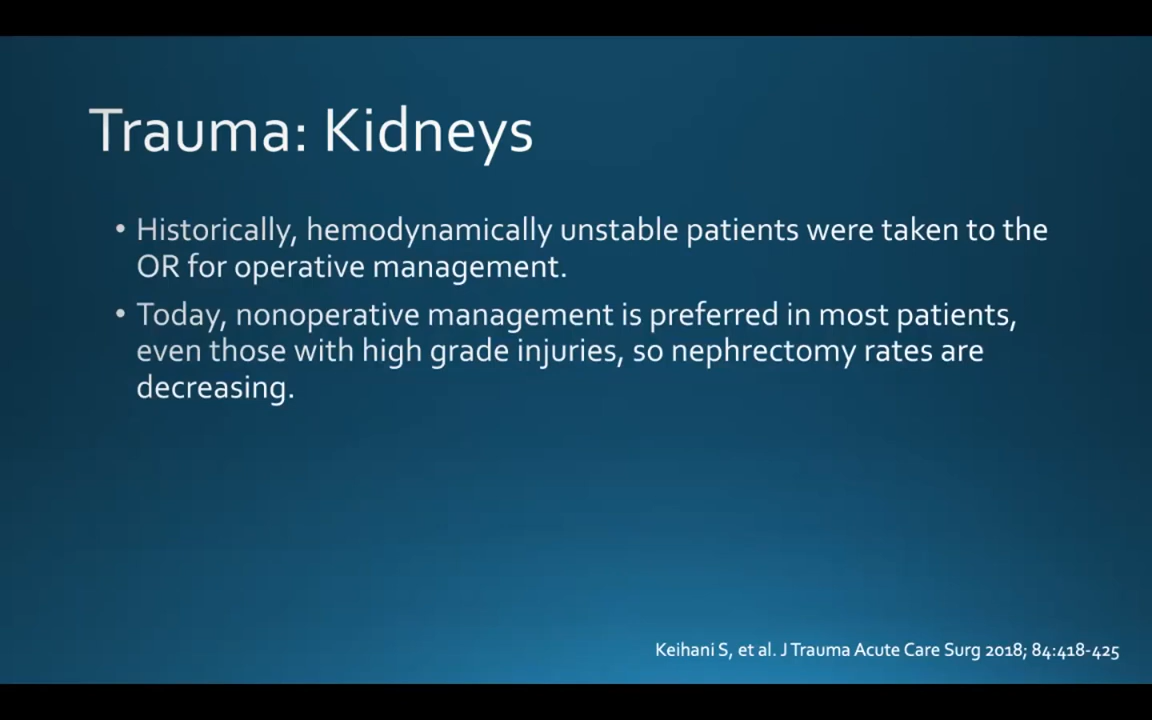 Trauma: Kidneys
• Historically, hemodynamically unstable patients were taken to the
OR for operative management.
• Today, nonoperative management is preferred in most patients,
even those with high grade injuries, so nephrectomy rates are
decreasing.
Keihani S, et al. J Trauma Acute Care Surg 2018; 84:418-425